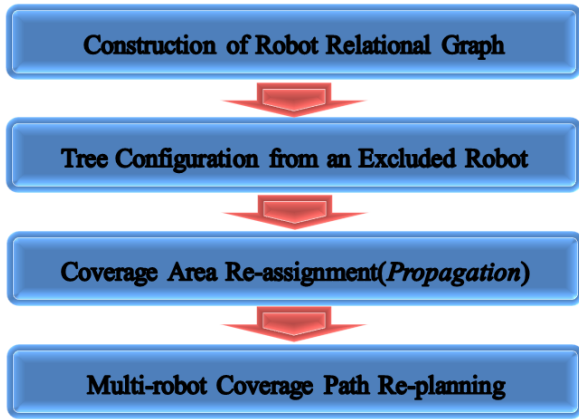 Construction of Robot Relational Graph
Tree Configuration from an Excluded Robot
Coverage Area Re-assignment(Propagation)
Multi-robot Coverage Path Re-planning